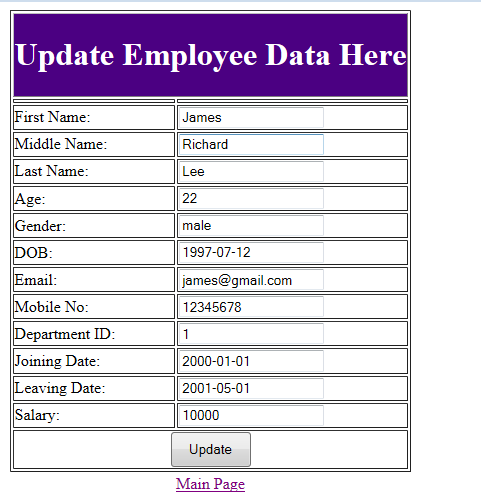 Update Employee Data Here
First Name: James
Middle Name: Richard
Last Name: Lee
Age: 22
Gender: male
DOB: 1997-07-12
Email: james@gmail.com
Mobile No: 12345678
Department ID: 1
Joining Date: 2000-01-01
Leaving Date: 2001-05-01
Salary: 10000
Update
Main Page